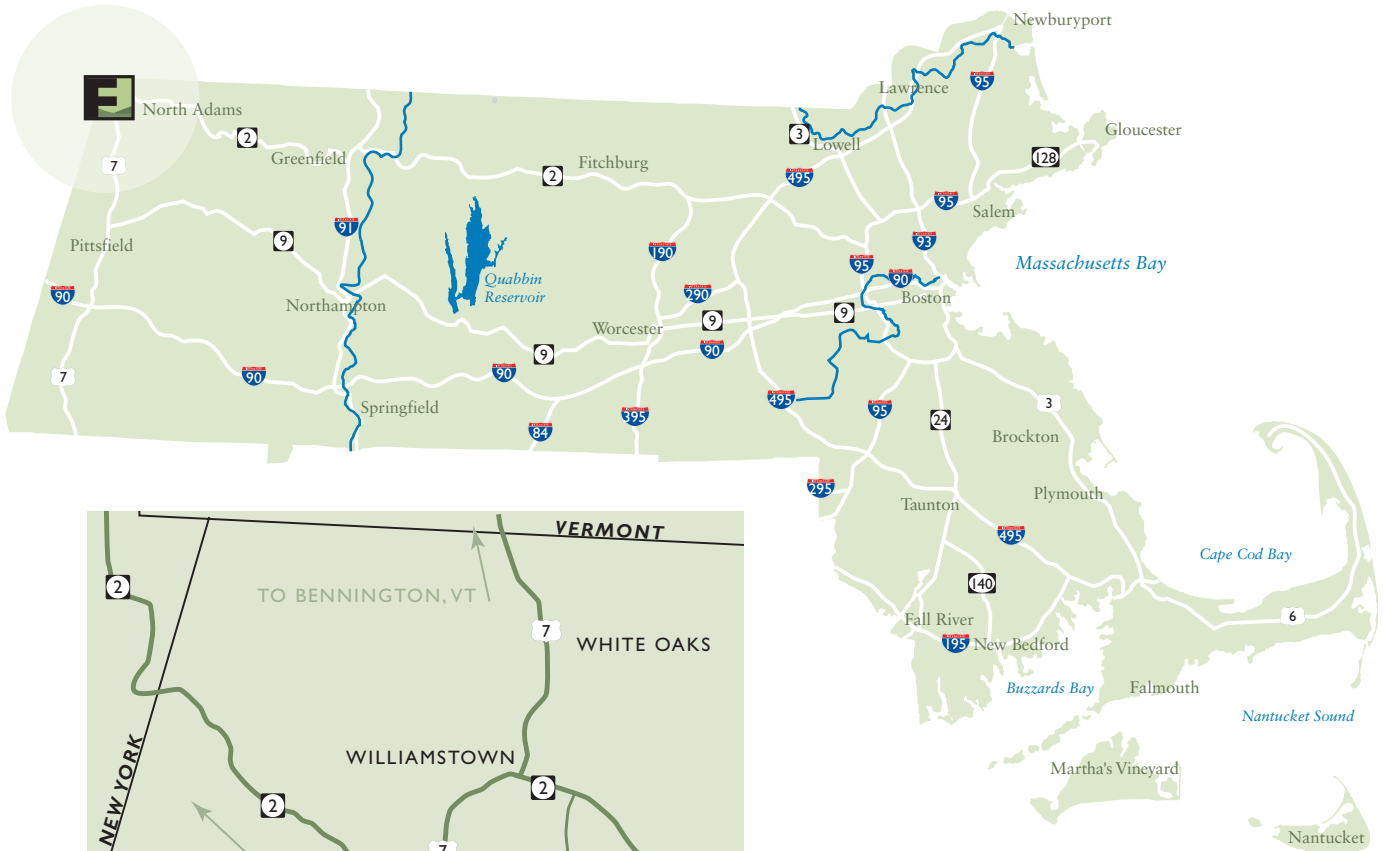 Newburyport
95
Lawrence
E
North Adams
2
3
Lowell
Gloucester
128
7
Greenfield
Fitchburg
2
495
95
Salem
91
9
Pittsfield
190
93
95
Massachusetts Bay
90
Quabbin
Reservoir
290
90
Boston
Northampton
Worcester
9
9
9
90
7
90
90
495
Springfield
95
3
395
24
84
Brockton
295
Plymouth
Taunton
495
Cape Cod Bay
140
Fall River
6
195
New Bedford
Buzzards Bay
Falmouth
Nantucket Sound
Martha's Vineyard
Nantucket
VERMONT
2
TO BENNINGTON, VT
7
WHITE OAKS
NEW YORK
WILLIAMSTOWN
2
2
7